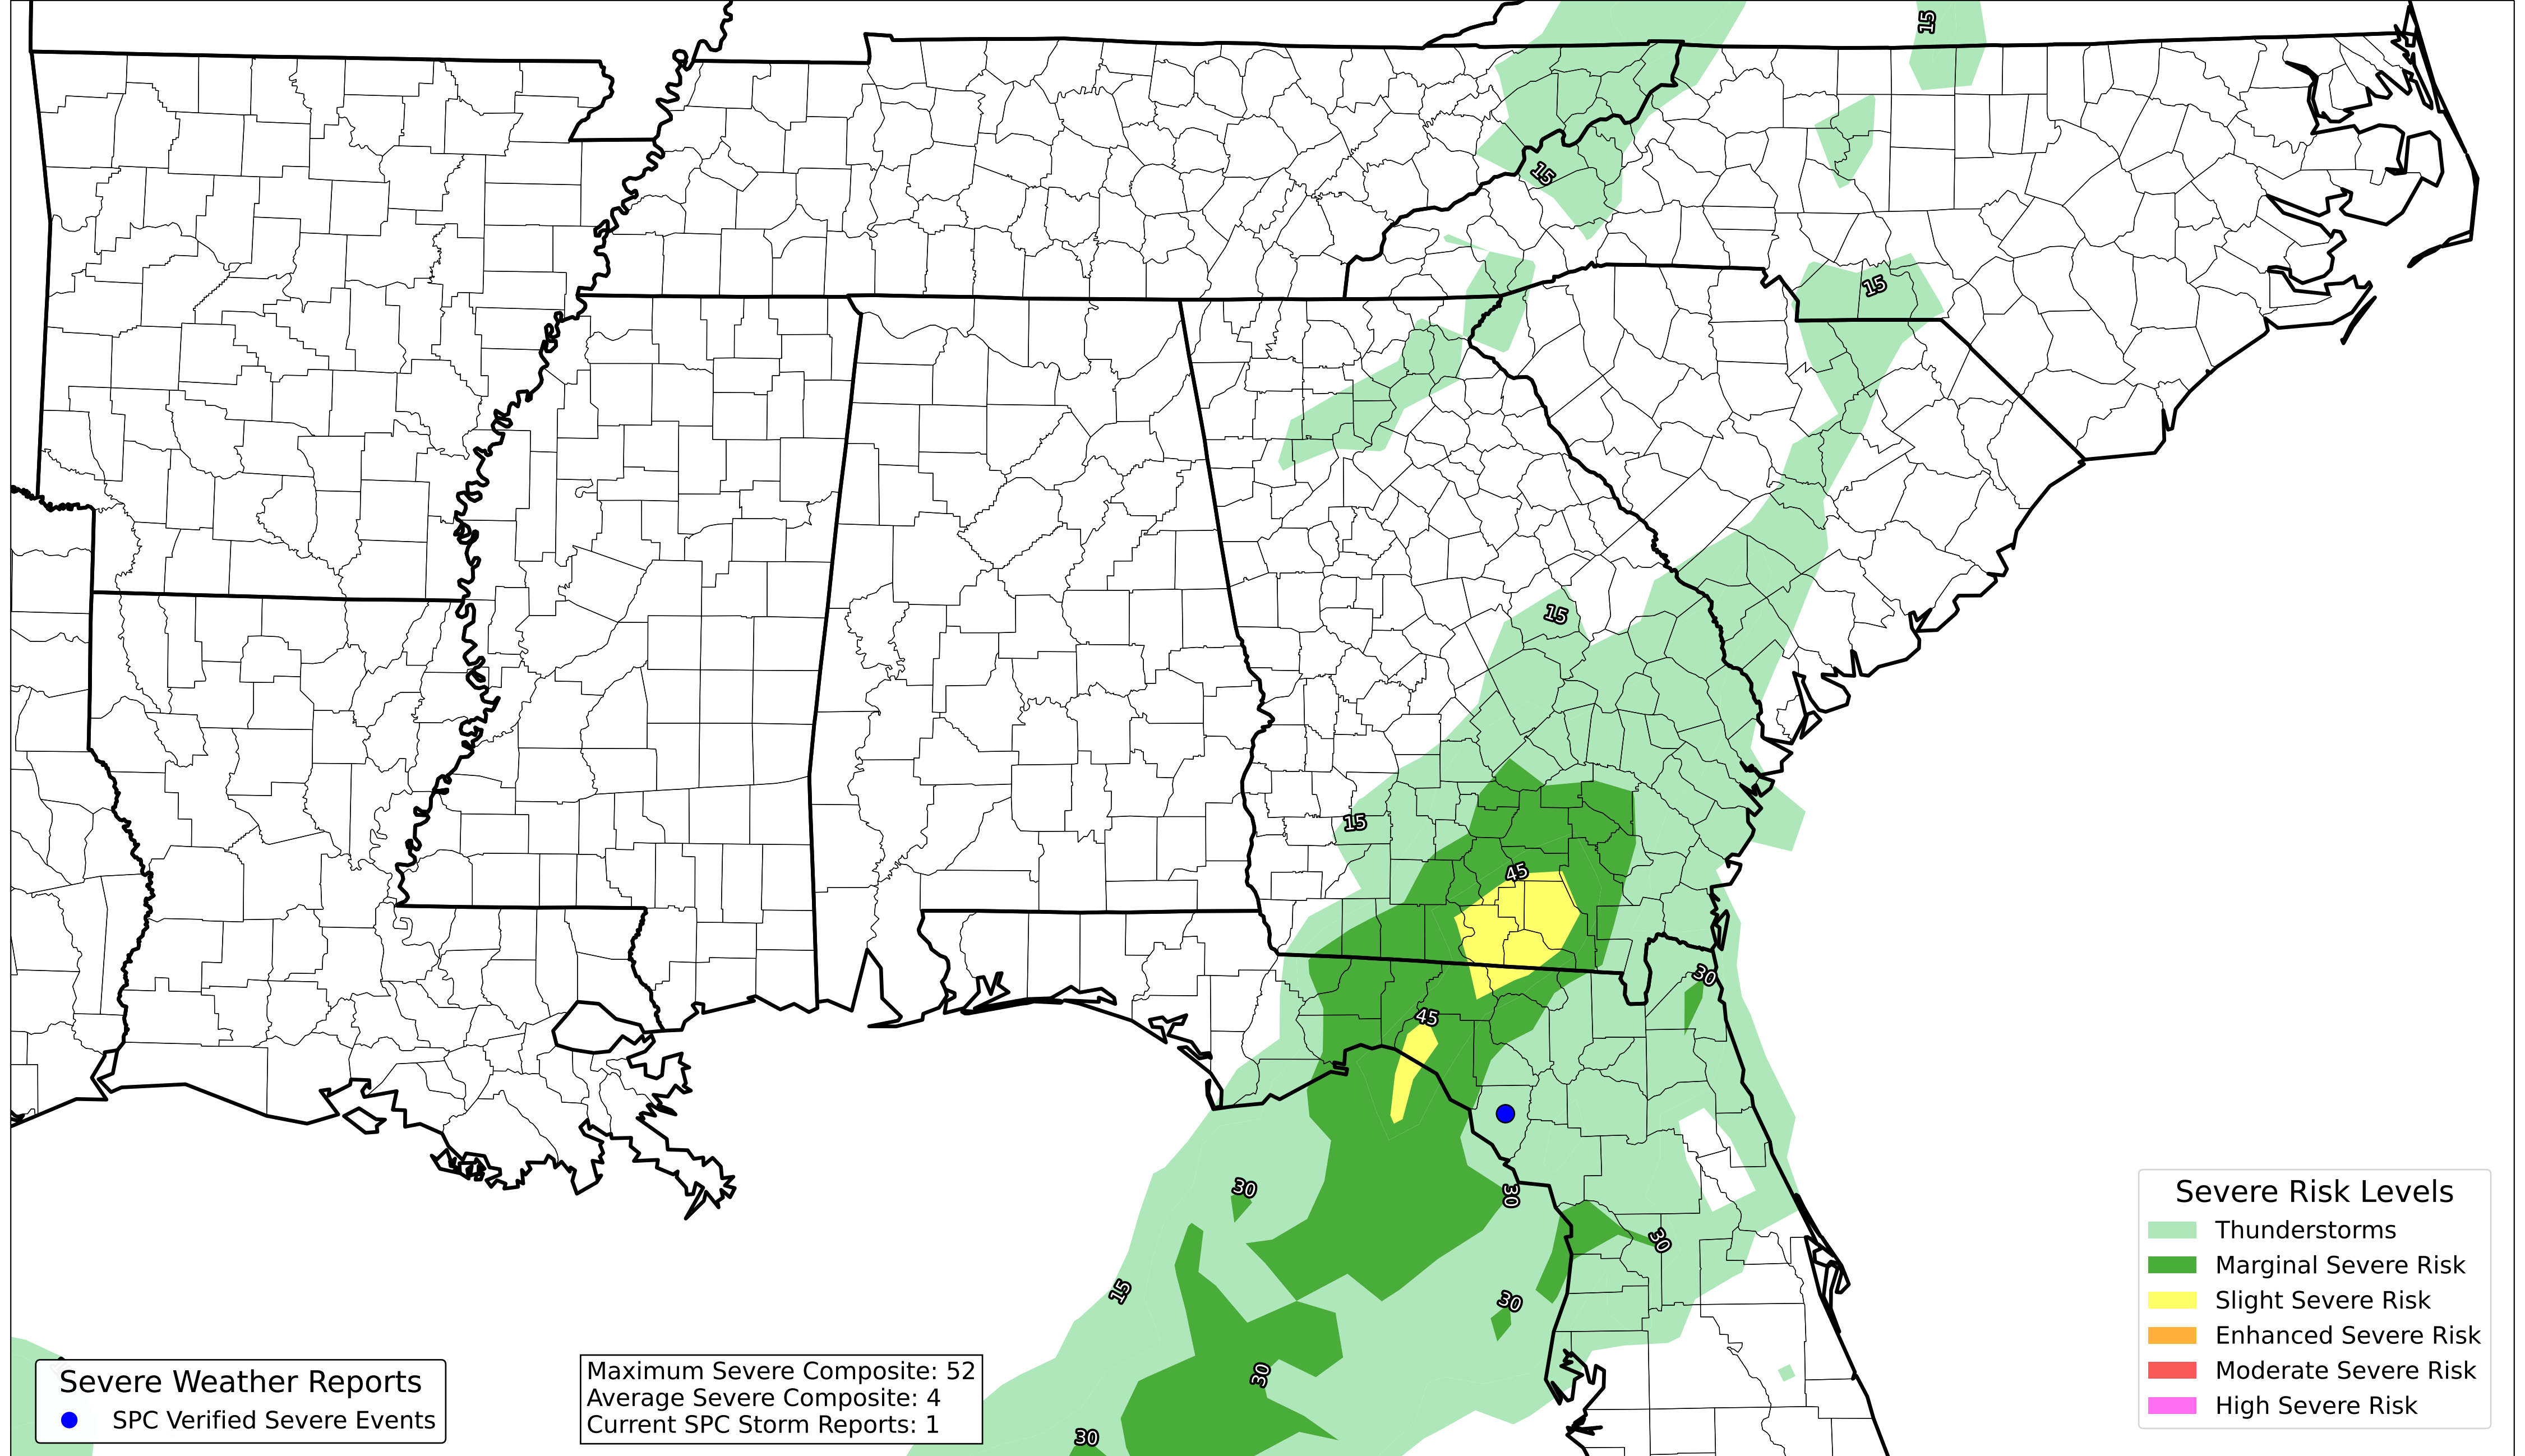 15
15
15
15
15
45
30
45
30
30
30
15
30
30
30
Severe Weather Reports
SPC Verified Severe Events
Maximum Severe Composite: 52
Average Severe Composite: 4
Current SPC Storm Reports: 1
Severe Risk Levels
Thunderstorms
Marginal Severe Risk
Slight Severe Risk
Enhanced Severe Risk
Moderate Severe Risk
High Severe Risk